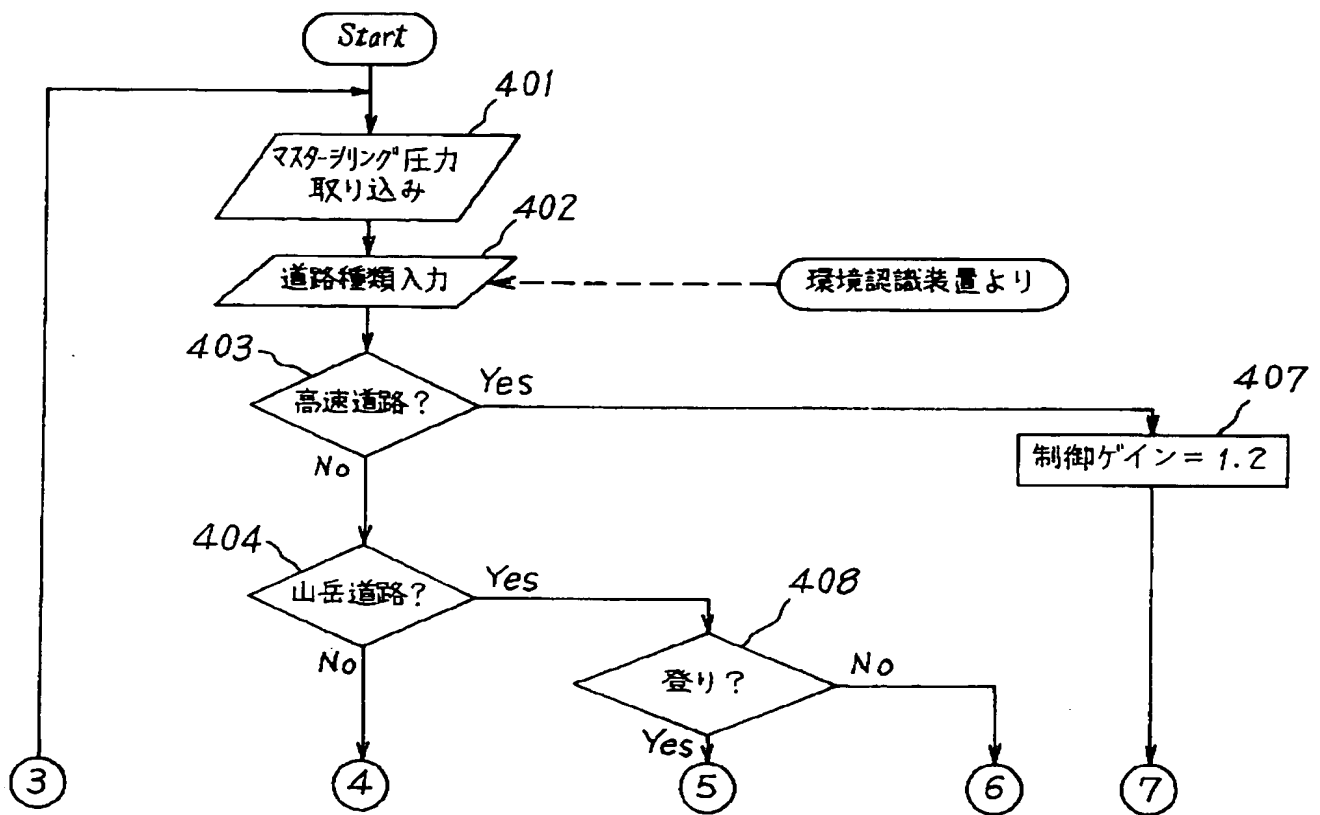 Start
401
マスターシリング圧力
取り込み
402
道路種類入力
環境認識装置より
403
高速道路?
Yes
No
407
制御ゲイン=1.2
404
山岳道路?
Yes
No
408
登り?
No
Yes
3
4
5
6
7